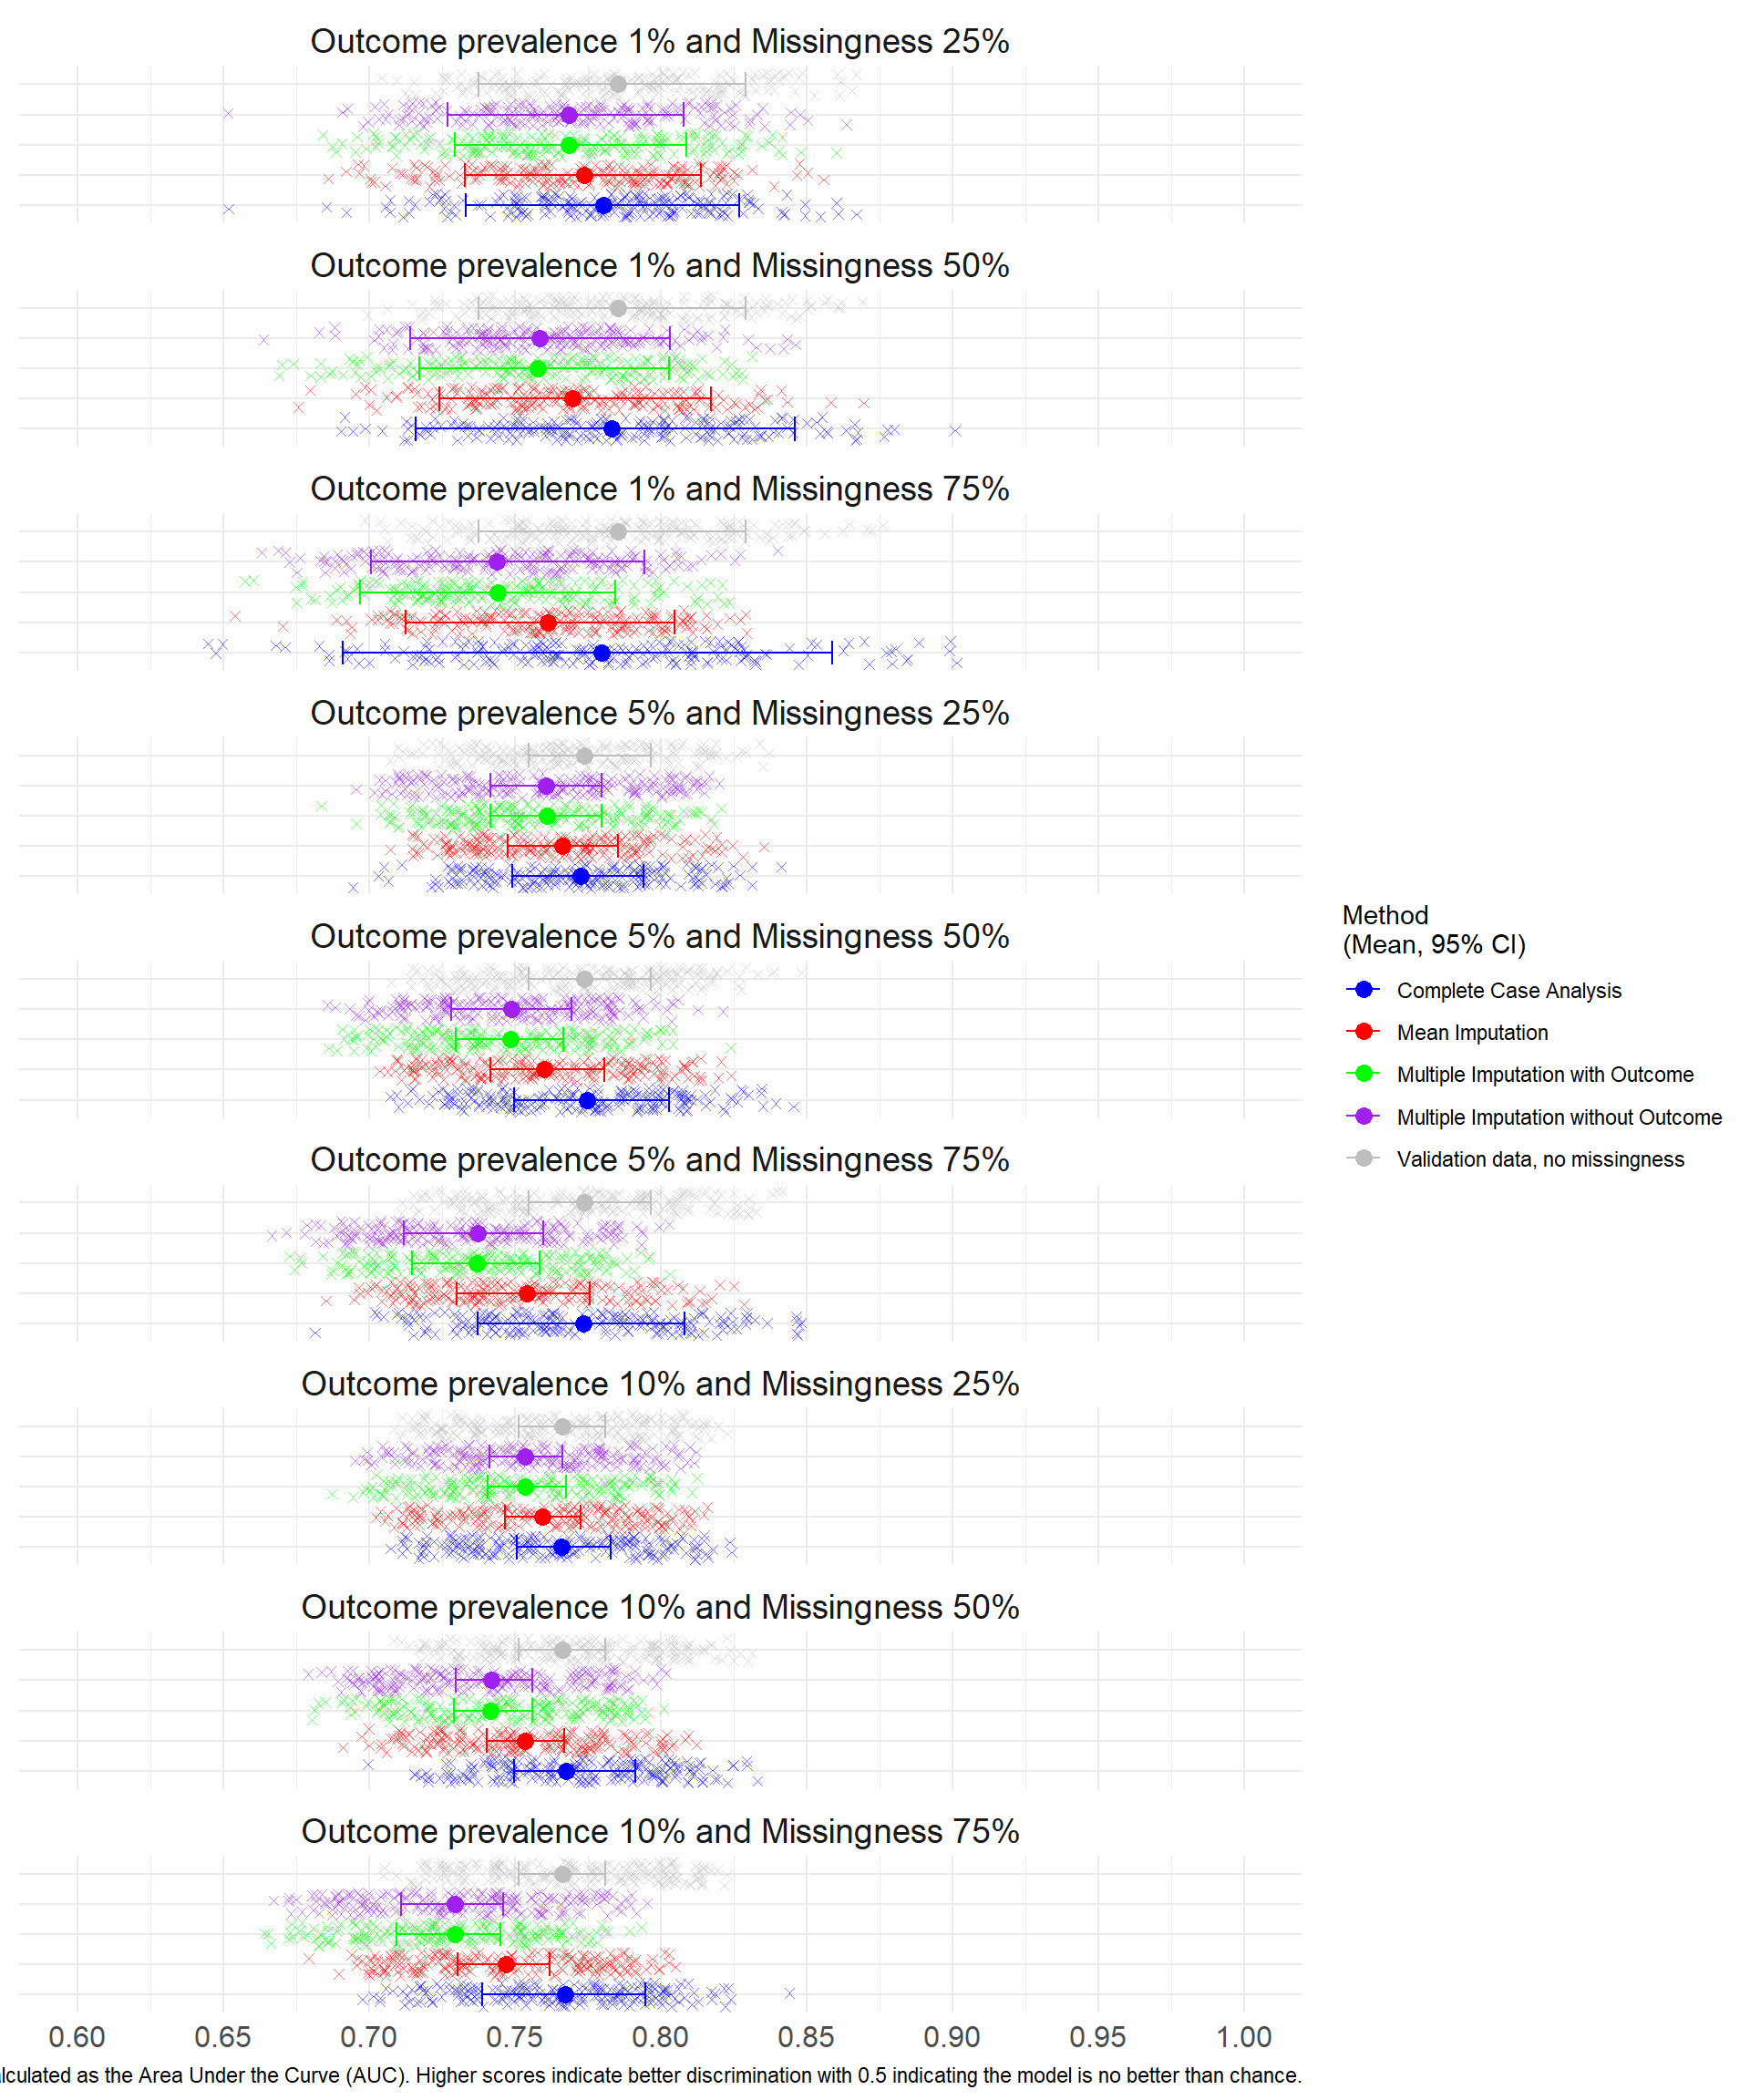 Outcome prevalence 1% and Missingness 25%
Outcome prevalence 1% and Missingness 50%
Outcome prevalence 1% and Missingness 75%
Outcome prevalence 5% and Missingness 25%
Outcome prevalence 5% and Missingness 50%
Outcome prevalence 5% and Missingness 75%
Outcome prevalence 10% and Missingness 25%
Outcome prevalence 10% and Missingness 50%
Outcome prevalence 10% and Missingness 75%
0.60 0.65 0.70 0.75 0.80 0.85 0.90 0.95 1.00
as the Area Under the Curve (AUC). Higher scores indicate better discrimination with 0.5 indicating the model is no better than chance.
Method
(Mean, 95% CI)
Complete Case Analysis
Mean Imputation
Multiple Imputation with Outcome
Multiple Imputation without Outcome
Validation data, no missingness